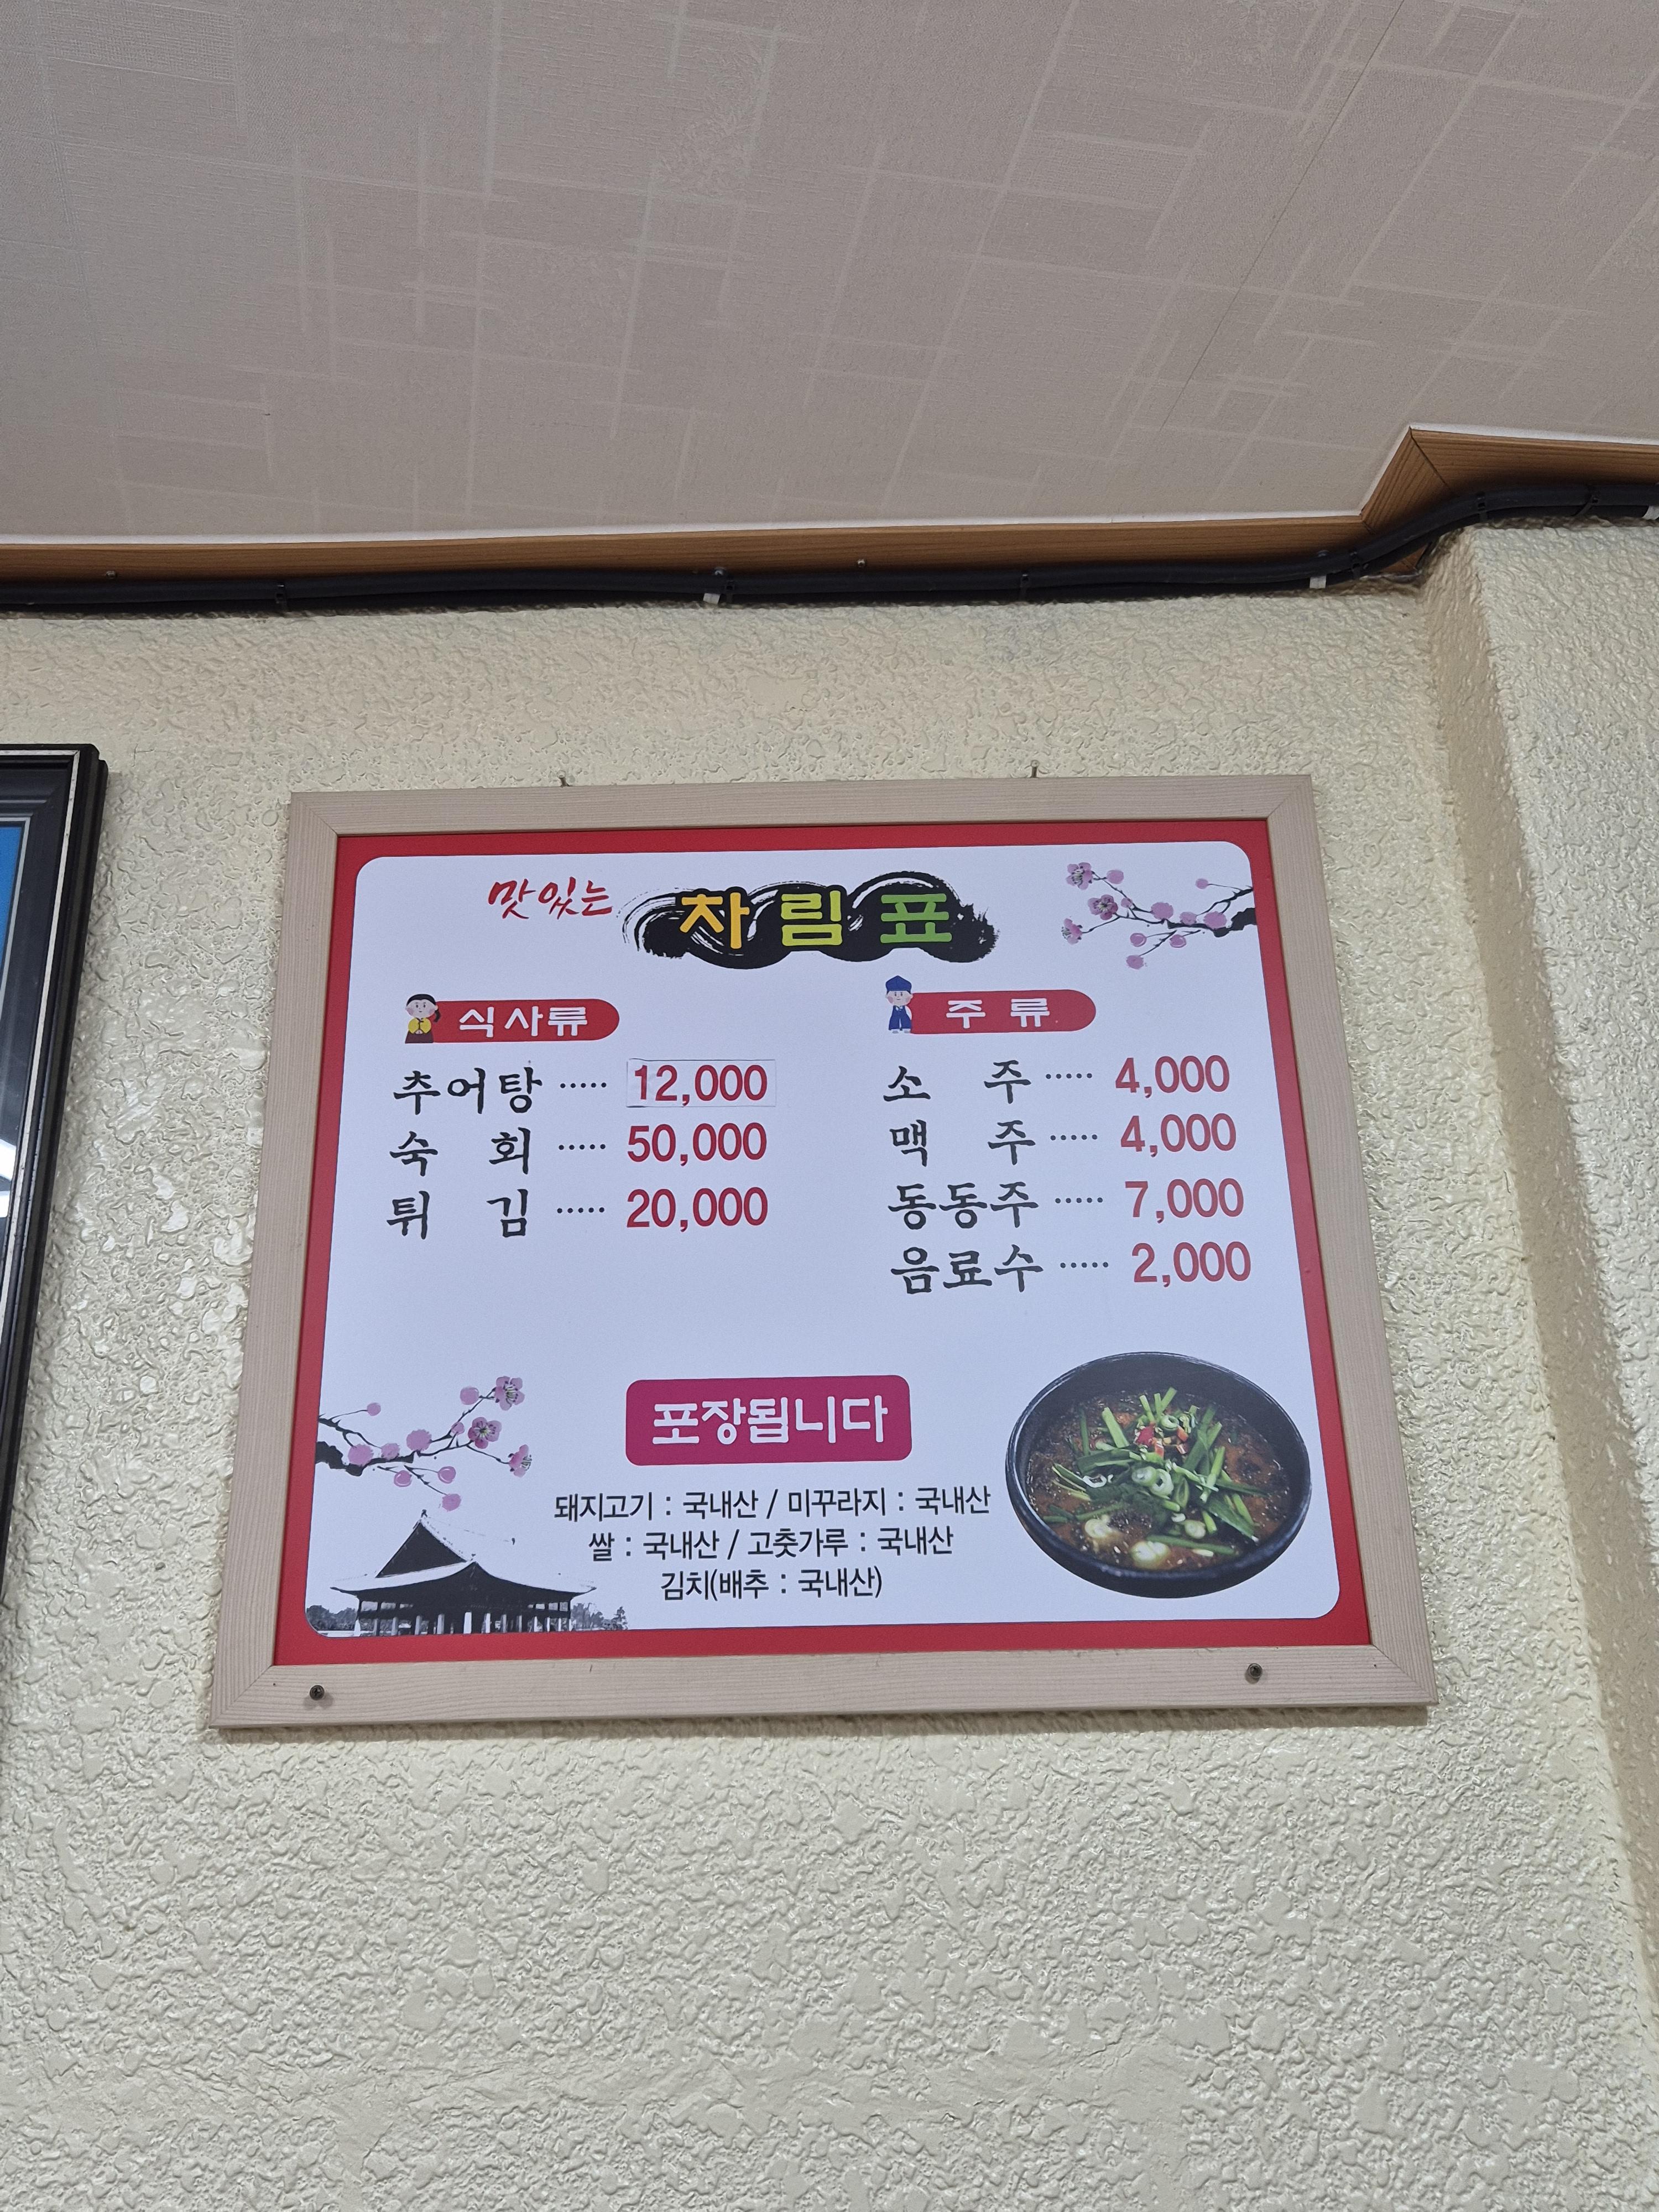 맛있는 차림표
식사류
추어탕 ····· 12,000
숙 회 ····· 50,000
튀 김 ····· 20,000
주 류
소 주 ····· 4,000
맥 주 ····· 4,000
동동주 ····· 7,000
음료수 ····· 2,000
포장됩니다
돼지고기 : 국내산 / 미꾸라지 : 국내산
쌀 : 국내산 / 고춧가루 : 국내산
김치(배추 : 국내산)